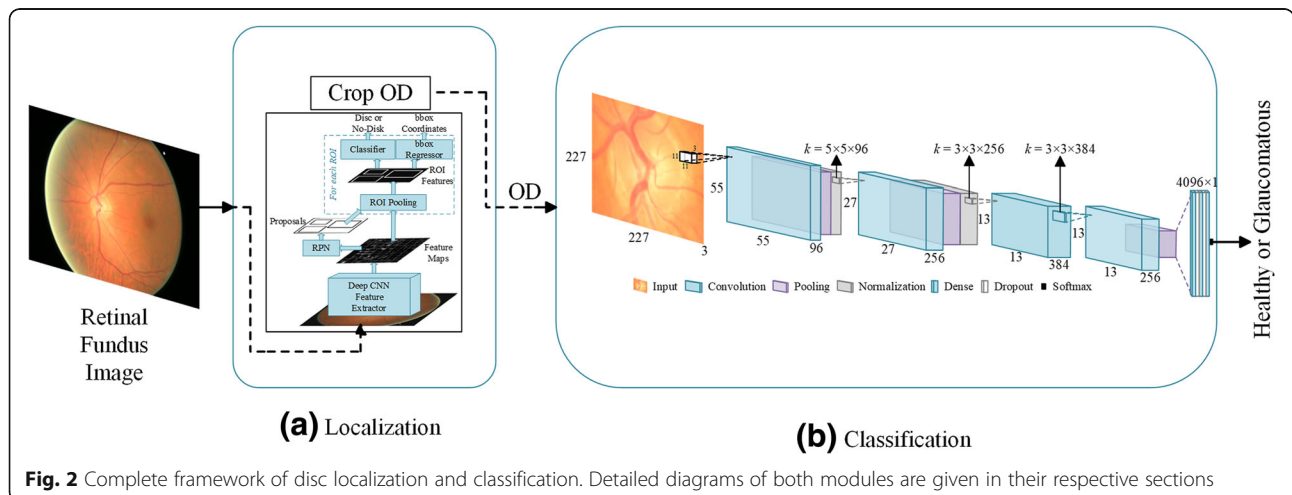 Retinal
Fundus
Image
Crop OD
Disc or
No-Disk
bbox
Coordinates
Classifier
bbox
Regressor
For each ROI
ROI
Features
ROI Pooling
Proposals
RPN
Feature
Maps
Deep CNN
Feature
Extractor
(a) Localization
OD
227
227
3
11
11
3
55
55
96
k = 5×5×96
27
27
256
k = 3×3×256
13
13
384
k = 3×3×384
13
13
256
4096×1
Input Convolution Pooling Normalization Dense Dropout Softmax
(b) Classification
Healthy or Glaucomatous
Fig. 2 Complete framework of disc localization and classification. Detailed diagrams of both modules are given in their respective sections